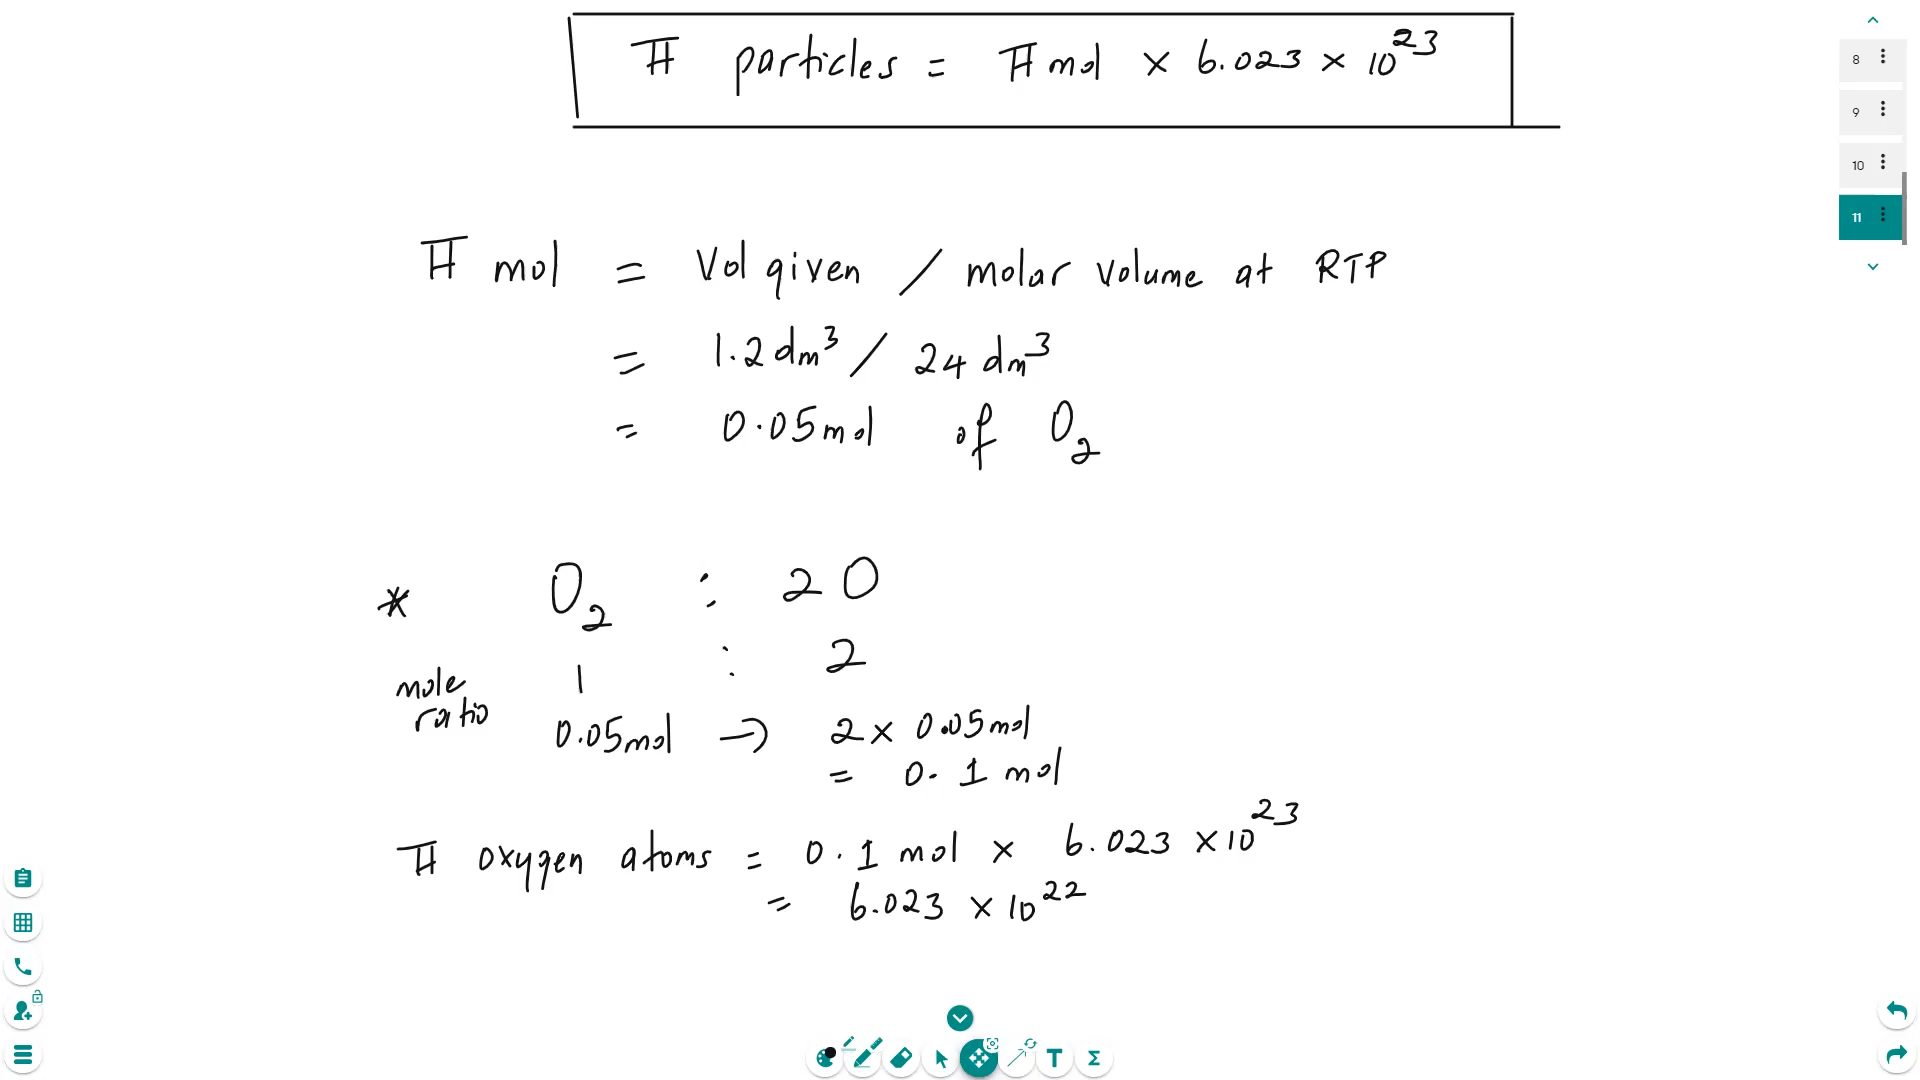 # particles = # mol × 6.023 × 10²³
8
9
10
11
# mol = Vol given / molar volume at RTP
= 1.2 dm³ / 24 dm³
= 0.05 mol of O₂
* O₂ : 2O
mole ratio 1 : 2
0.05 mol → 2 × 0.05 mol
= 0.1 mol
# oxygen atoms = 0.1 mol × 6.023 × 10²³
= 6.023 × 10²²
T Σ